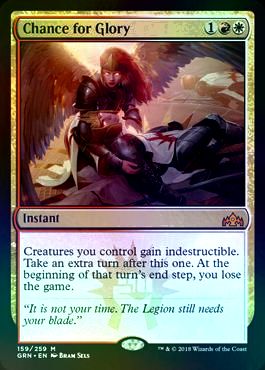 Chance for Glory 1
Instant
Creatures you control gain indestructible.
Take an extra turn after this one. At the
beginning of that turn's end step, you lose
the game.
"It is not your time. The Legion still needs
your blade."
159/259 M
GRN • EN Bram Sels
™ & © 2018 Wizards of the Coast